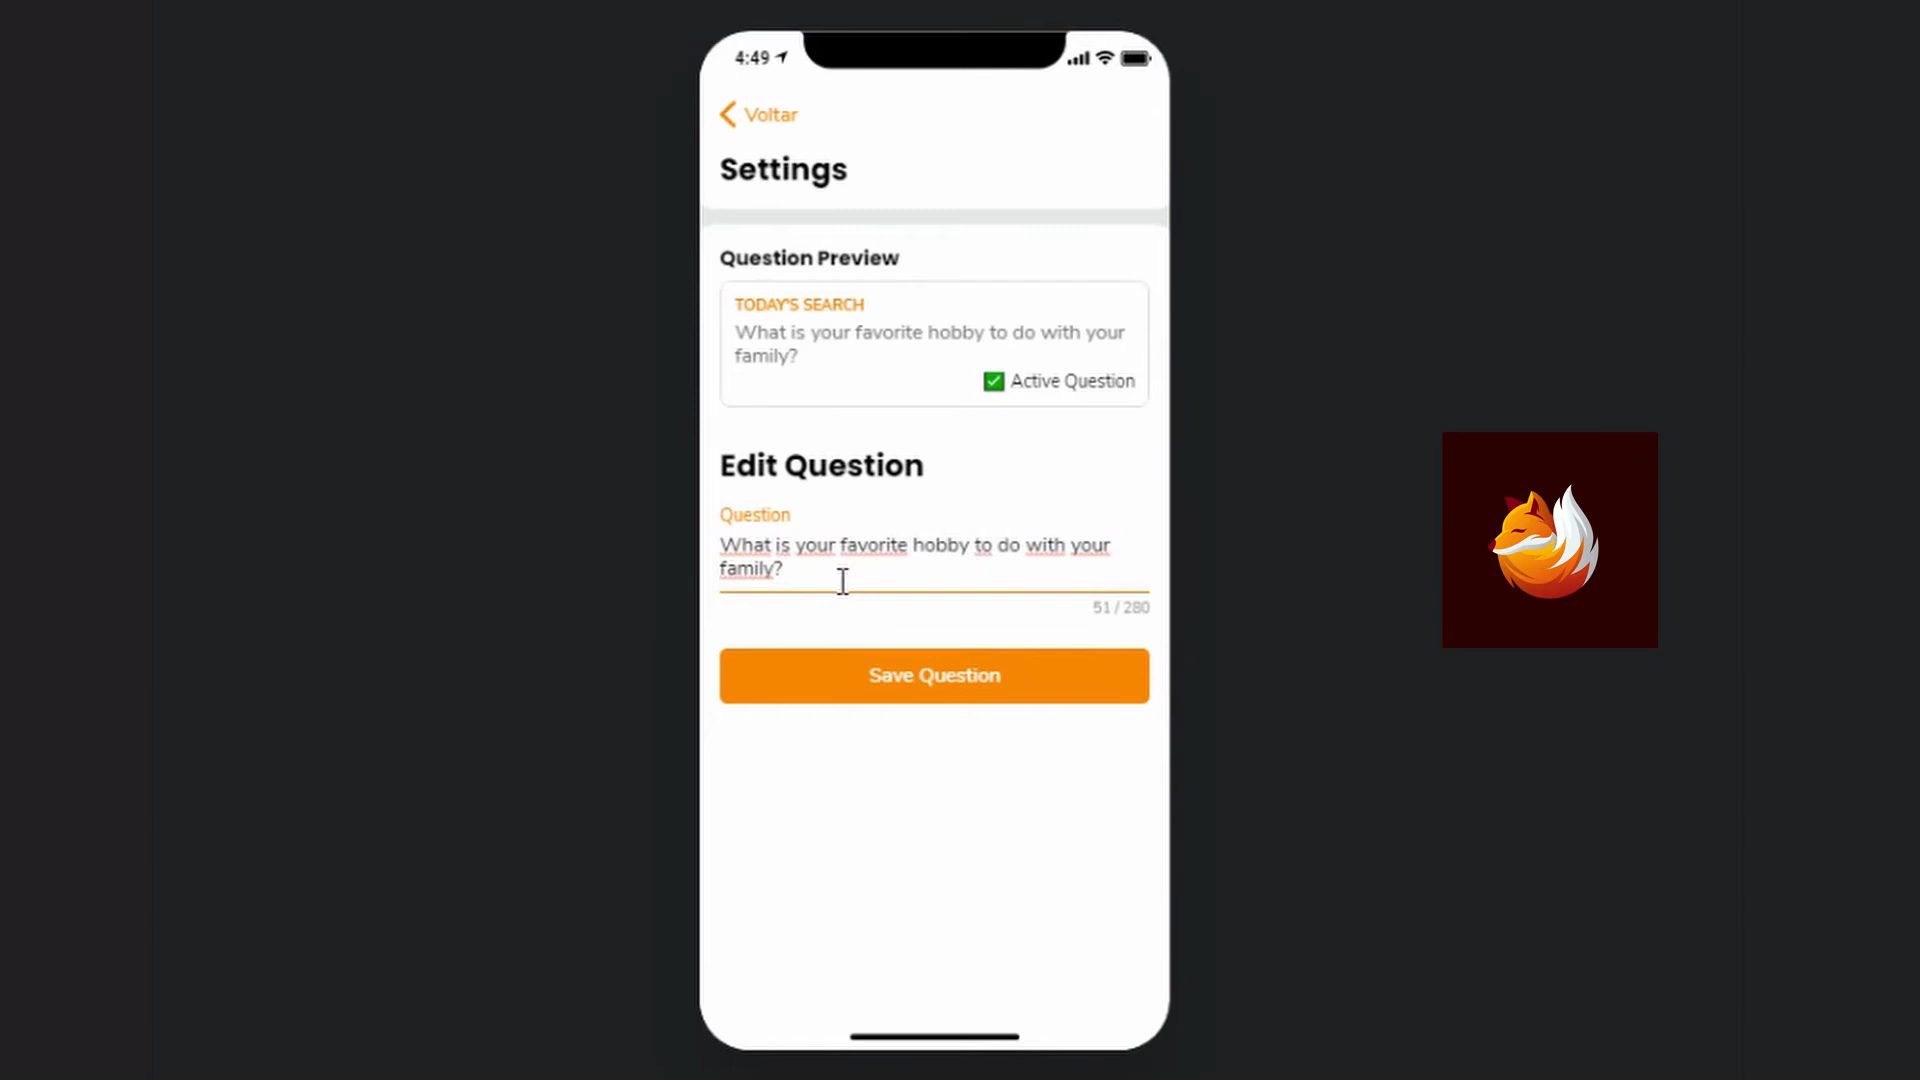 4:49
Voltar
Settings
Question Preview
TODAY'S SEARCH
What is your favorite hobby to do with your
family?
Active Question
Edit Question
Question
What is your favorite hobby to do with your
family?
51 / 280
Save Question